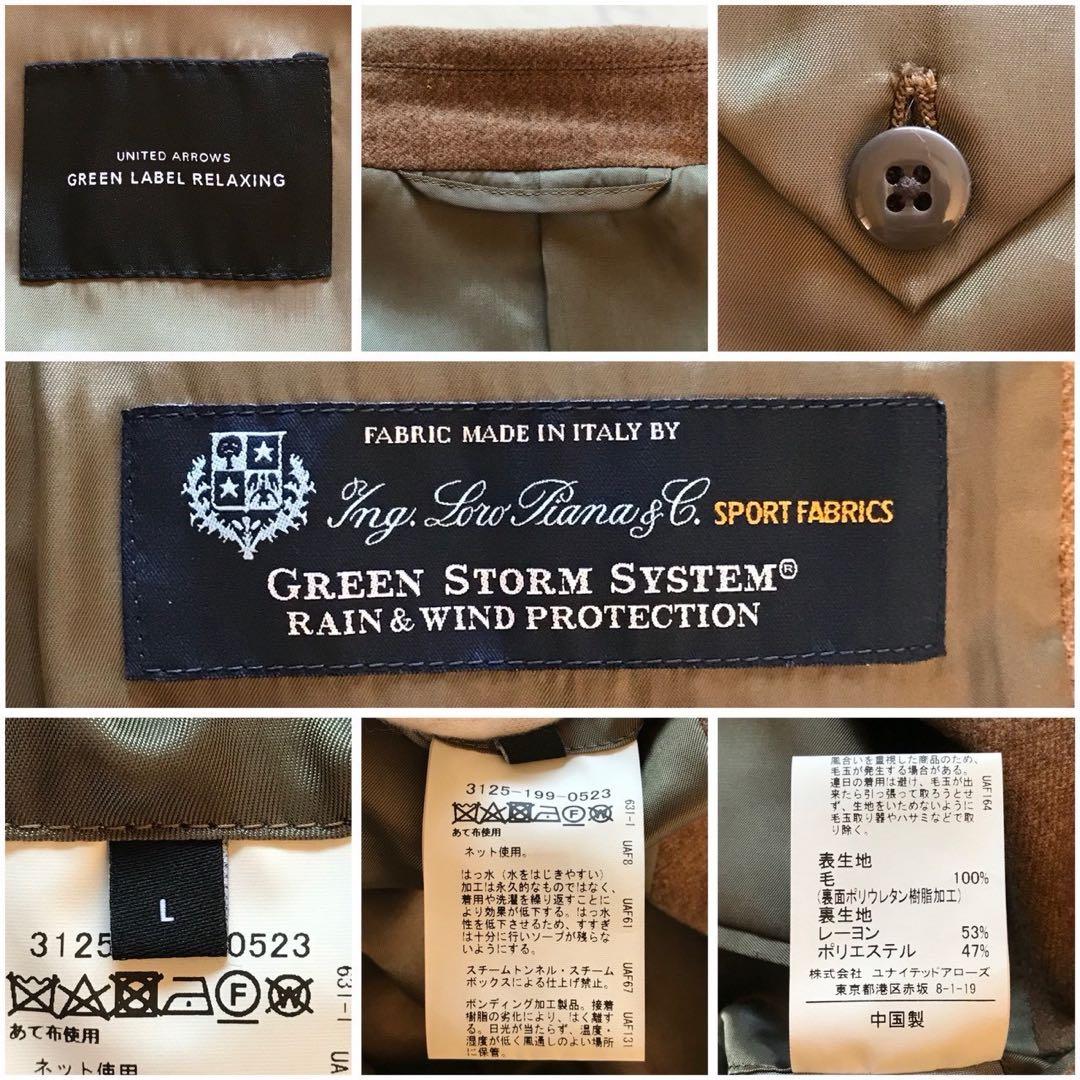 UNITED ARROWS
GREEN LABEL RELAXING
FABRIC MADE IN ITALY BY
Ing. Loro Piana & C. SPORT FABRICS
GREEN STORM SYSTEM®
RAIN & WIND PROTECTION
L
3125 0523
あて布使用
ネット使用
631-1
UA
3125-199-0523
あて布使用
ネット使用。
はっ水（水をはじきやすい）
加工は永久的なものではなく、
着用や洗濯を繰り返すことに
より効果が低下する。はっ水
性を低下させるため、すすぎ
は十分に行いソープが残らな
いようにする。
スチームトンネル・スチーム
ボックスによる仕上げ禁止。
ボンディング加工製品。接着
樹脂の劣化により、はく離す
る。日光が当たらず、温度・
湿度が低く風通しのよい場所
に保管。
631-1
UAF8
UAF61
UAF67
UAF131
風合いを重視した商品のため、
毛玉が発生する場合がある。
連日の着用は避け、毛玉が出
来たら引っ張って取ろうとせ
ず、生地をいためないように
毛玉取り器やハサミなどで取
り除く。
UAF164
表生地
毛 100%
(裏面ポリウレタン樹脂加工)
裏生地
レーヨン 53%
ポリエステル 47%
株式会社 ユナイテッドアローズ
東京都港区赤坂 8-1-19
中国製